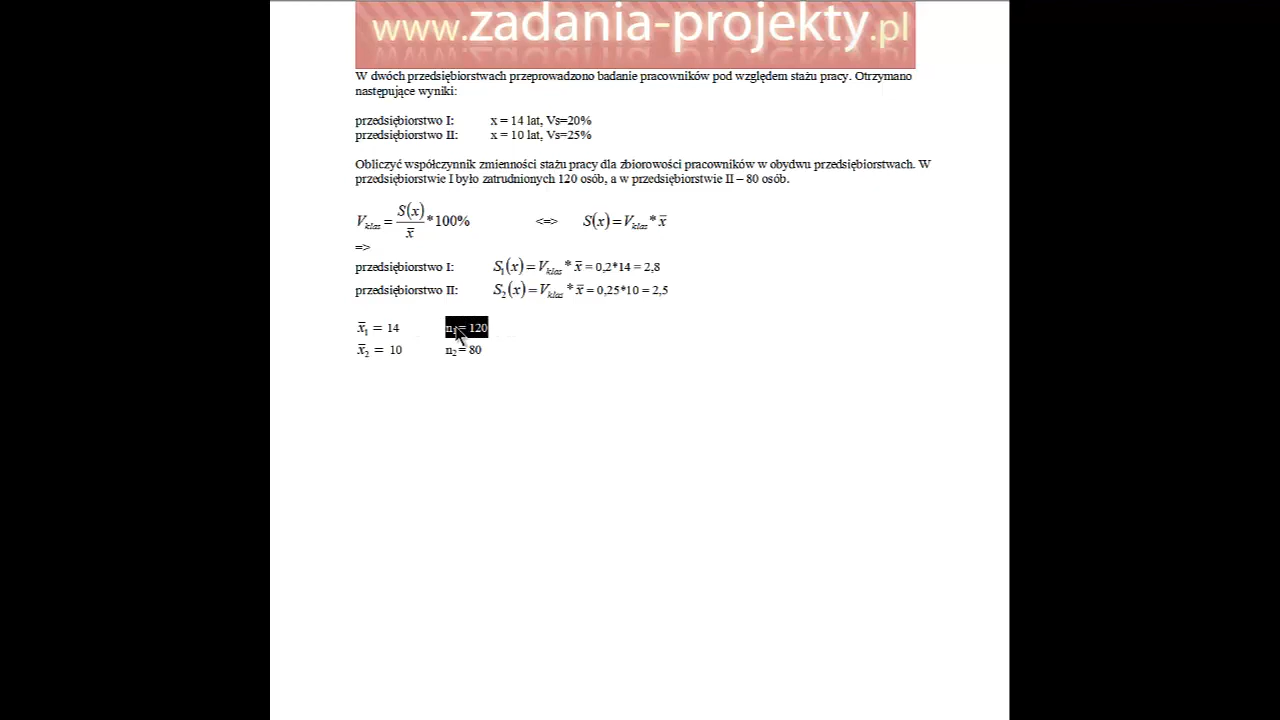 www.zadania-projekty.pl
W dwóch przedsiębiorstwach przeprowadzono badanie pracowników pod względem stażu pracy. Otrzymano
następujące wyniki:
przedsiębiorstwo I: x = 14 lat, Vs=20%
przedsiębiorstwo II: x = 10 lat, Vs=25%
Obliczyć współczynnik zmienności stażu pracy dla zbiorowości pracowników w obydwu przedsiębiorstwach. W
przedsiębiorstwie I było zatrudnionych 120 osób, a w przedsiębiorstwie II – 80 osób.
V_klas = S(x)/x̄ *100% <=> S(x) = V_klas * x̄
=>
przedsiębiorstwo I: S₁(x) = V_klas * x̄ = 0,2*14 = 2,8
przedsiębiorstwo II: S₂(x) = V_klas * x̄ = 0,25*10 = 2,5
x̄₁ = 14 n₁ = 120
x̄₂ = 10 n₂ = 80